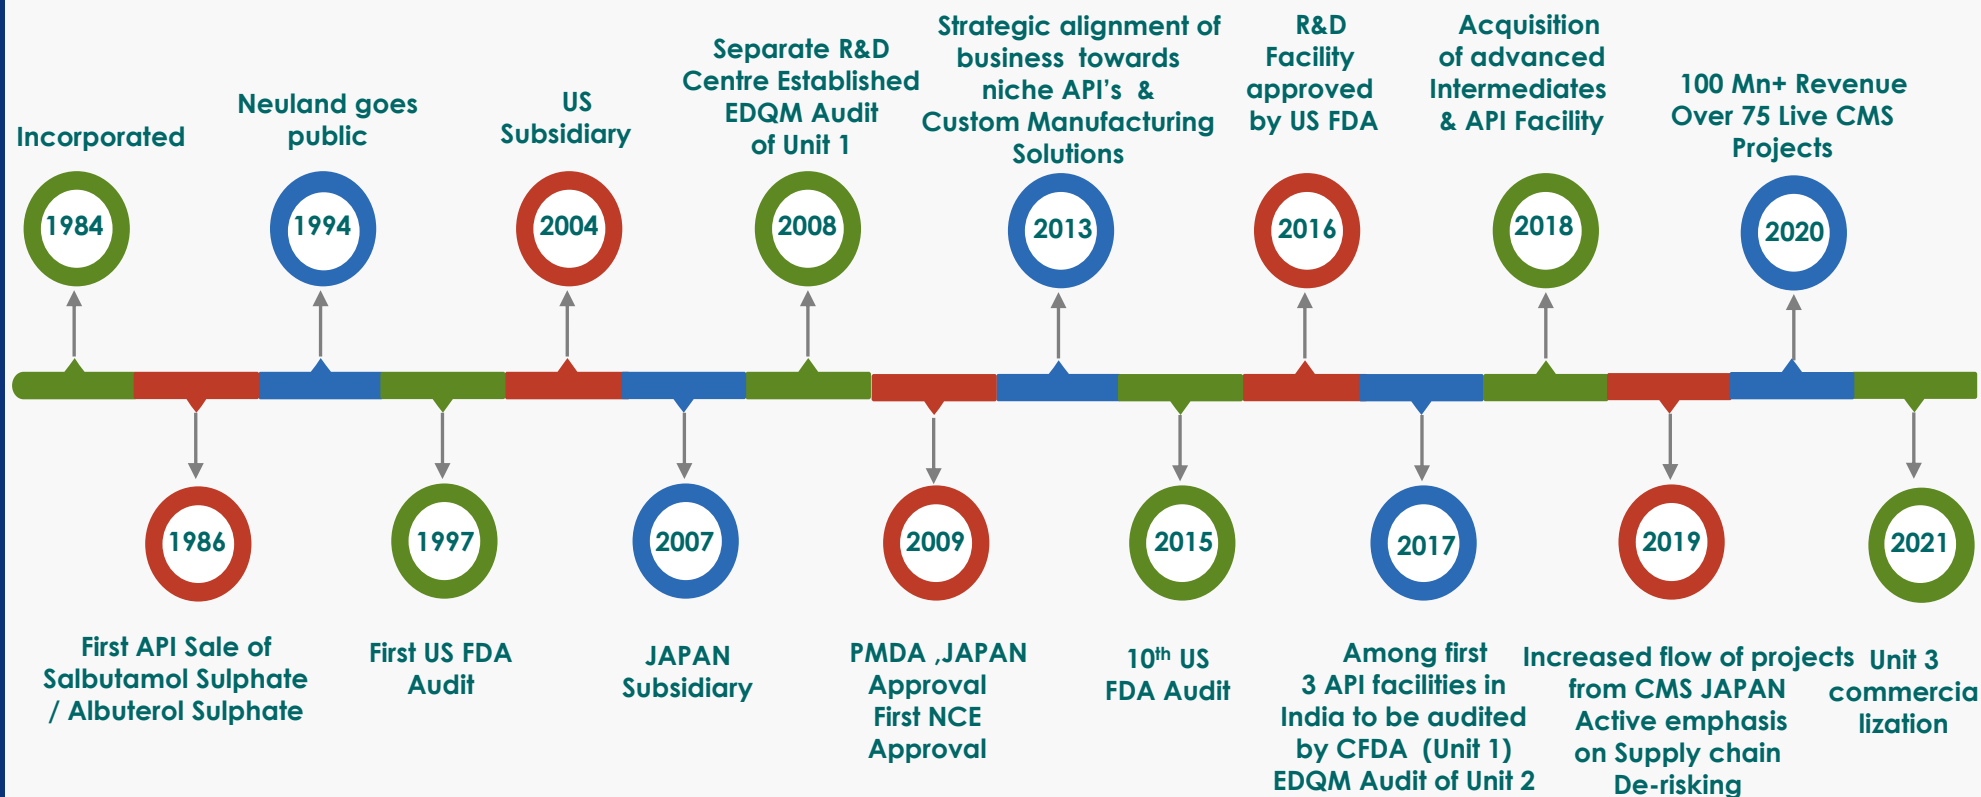 Incorporated
1984
Neuland goes
public
1994
US
Subsidiary
2004
Separate R&D
Centre Established
EDQM Audit
of Unit 1
2008
Strategic alignment of
business towards
niche API's &
Custom Manufacturing
Solutions
2013
R&D
Facility
approved
by US FDA
2016
Acquisition
of advanced
Intermediates
& API Facility
2018
100 Mn+ Revenue
Over 75 Live CMS
Projects
2020
1986
First API Sale of
Salbutamol Sulphate
/ Albuterol Sulphate
1997
First US FDA
Audit
2007
JAPAN
Subsidiary
2009
PMDA ,JAPAN
Approval
First NCE
Approval
2015
10th US
FDA Audit
2017
Among first
3 API facilities in
India to be audited
by CFDA (Unit 1)
EDQM Audit of Unit 2
2019
Increased flow of projects
from CMS JAPAN
Active emphasis
on Supply chain
De-risking
2021
Unit 3
commercia
lization